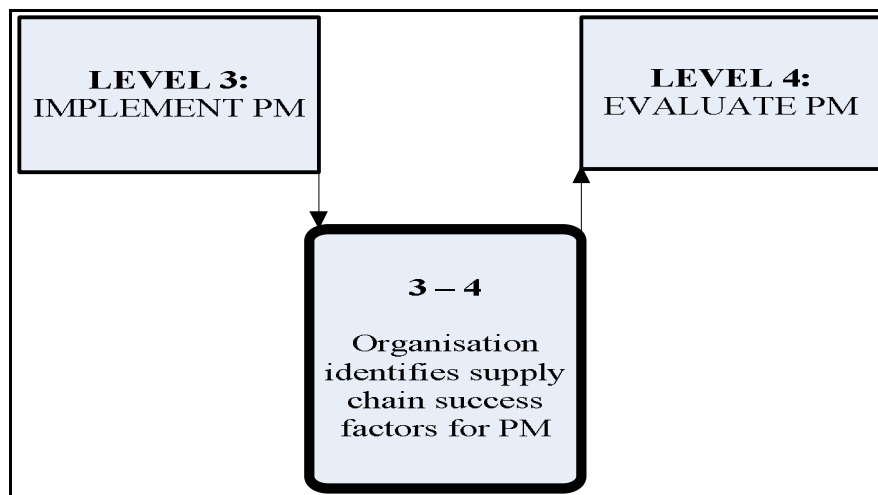 LEVEL 3:
IMPLEMENT PM
LEVEL 4:
EVALUATE PM
3 – 4
Organisation
identifies supply
chain success
factors for PM